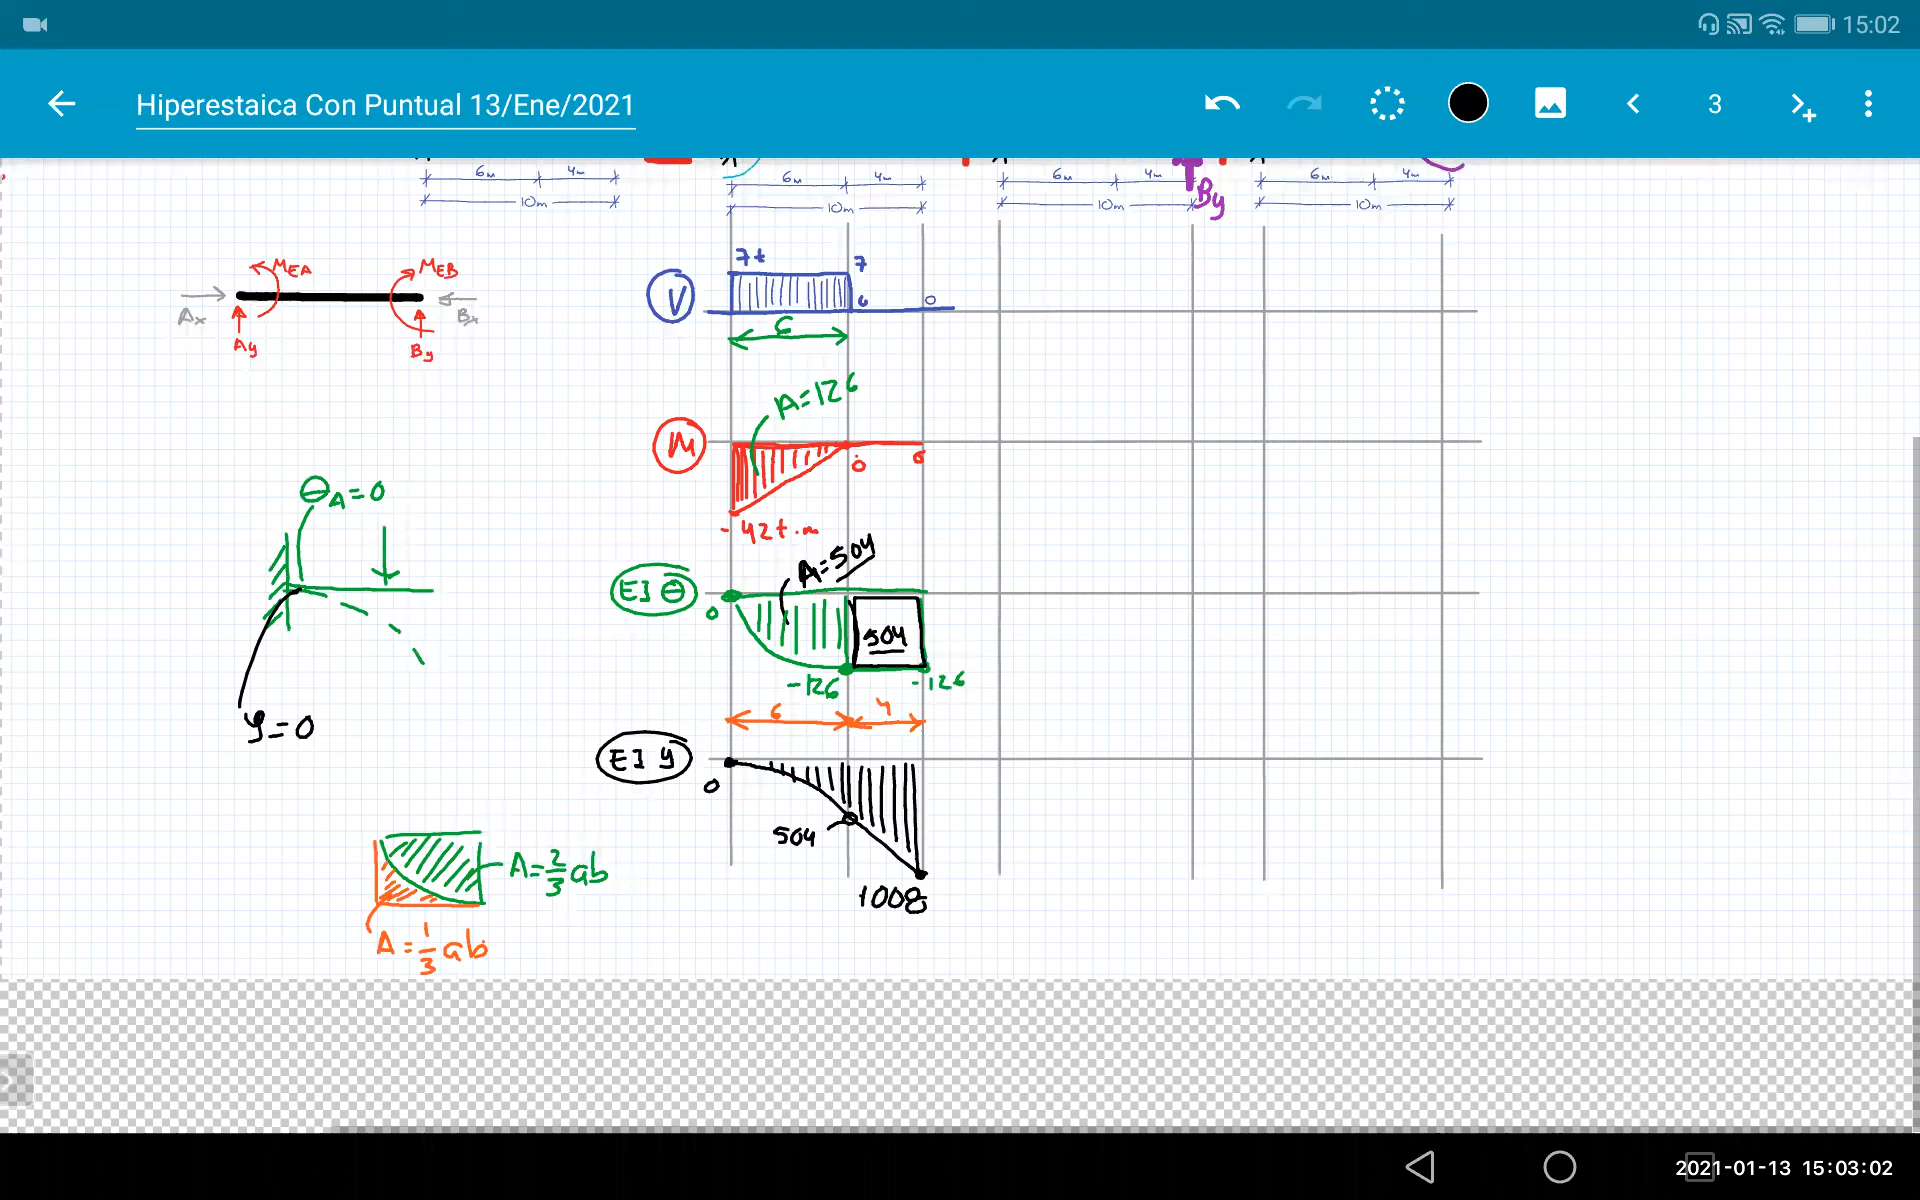 15:02
Hiperestaica Con Puntual 13/Ene/2021
3
6m 4m
10m
6m 4m
10m
6m 4m
10m
By
6m 4m
10m
MEA
MEB
Ax
Bx
Ay
By
7t
7
V
0
6
A=126
M
0
-42t.m
θA=0
A=504
EI θ
0
504
-126
-126
6
4
y=0
EI y
0
504
1008
A=2/3ab
A=1/3ab
2021-01-13 15:03:02